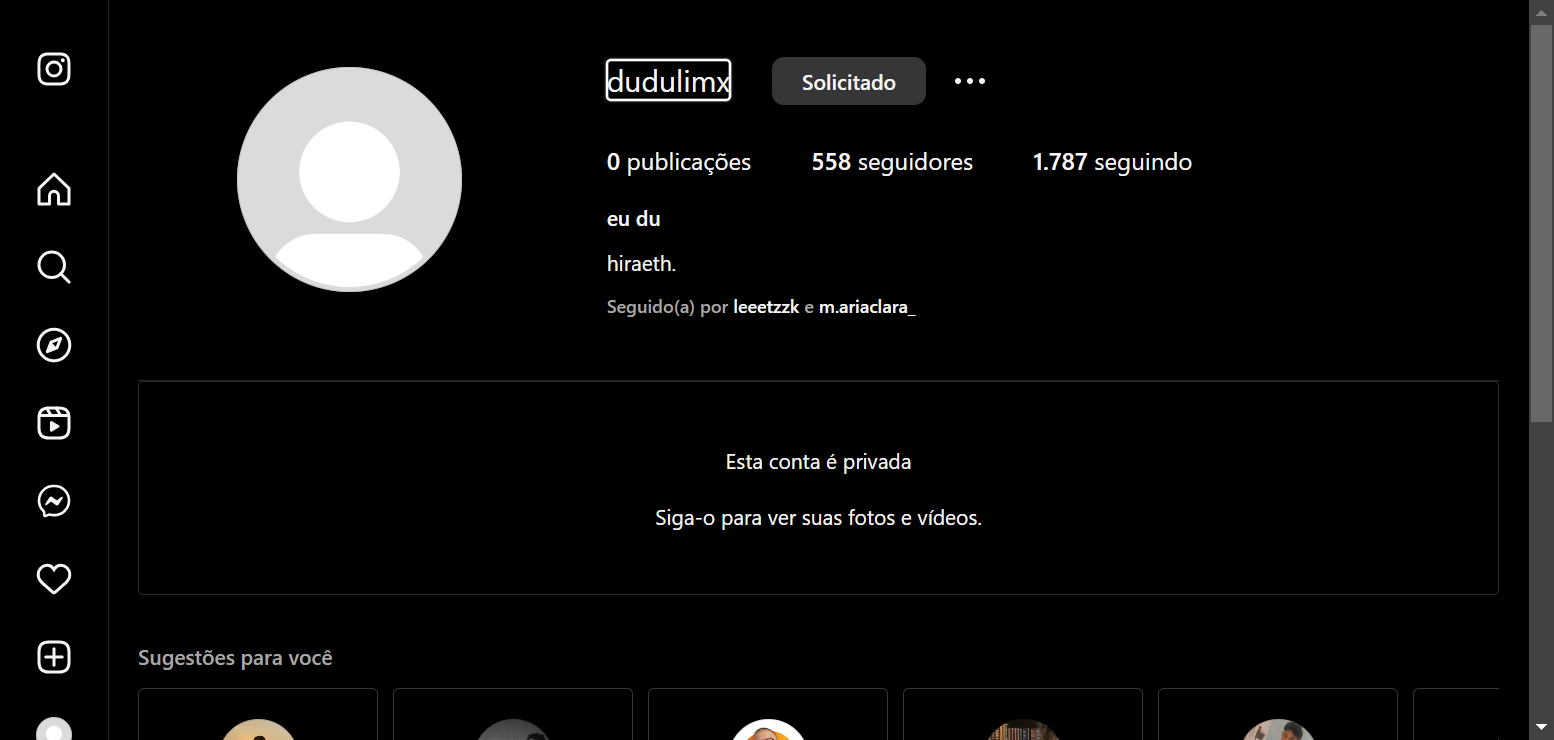 dudulimx Solicitado
0 publicações 558 seguidores 1.787 seguindo
eu du
hiraeth.
Seguido(a) por leeetzzk e m.ariaclara_
Esta conta é privada
Siga-o para ver suas fotos e vídeos.
Sugestões para você